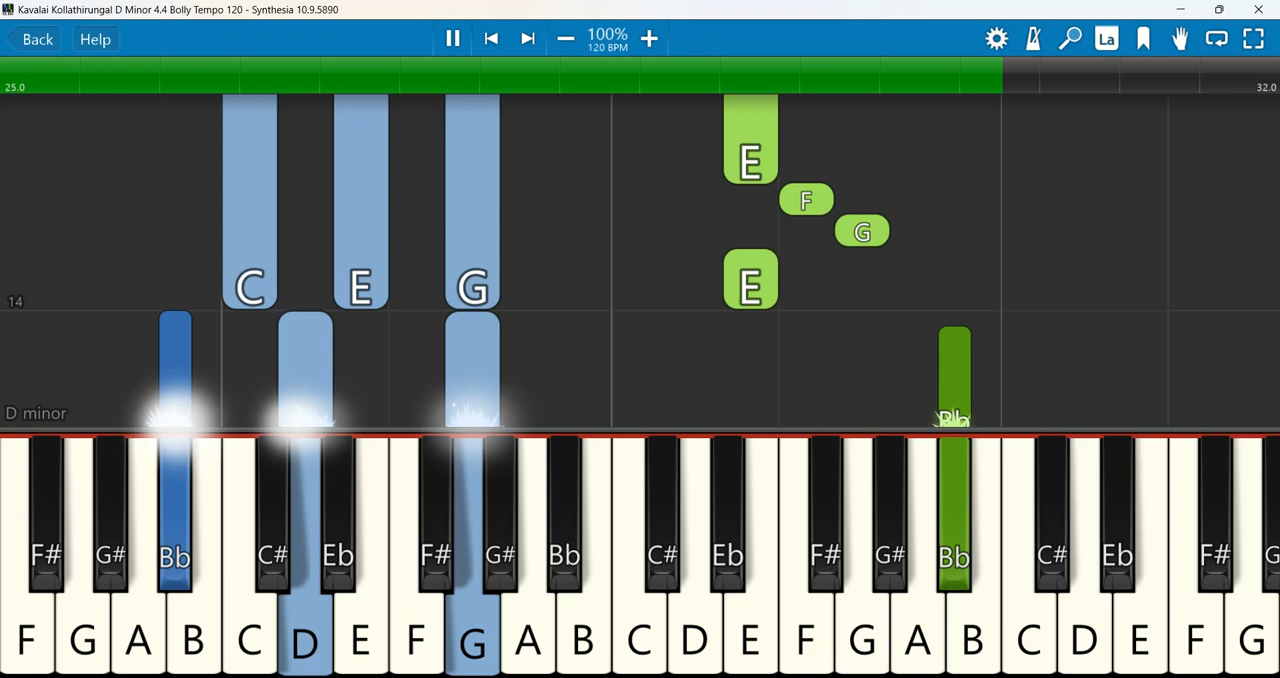 Kavalai Kollathirungal D Minor 4.4 Bolly Tempo 120 - Synthesia 10.9.5890
Back Help 100% La
120 BPM
25.0 32.0
E
F
G
C E G E
14
D minor Bb
F# G# Bb C# Eb F# G# Bb C# Eb F# G# Bb C# Eb F# G
F G A B C D E F G A B C D E F G A B C D E F G